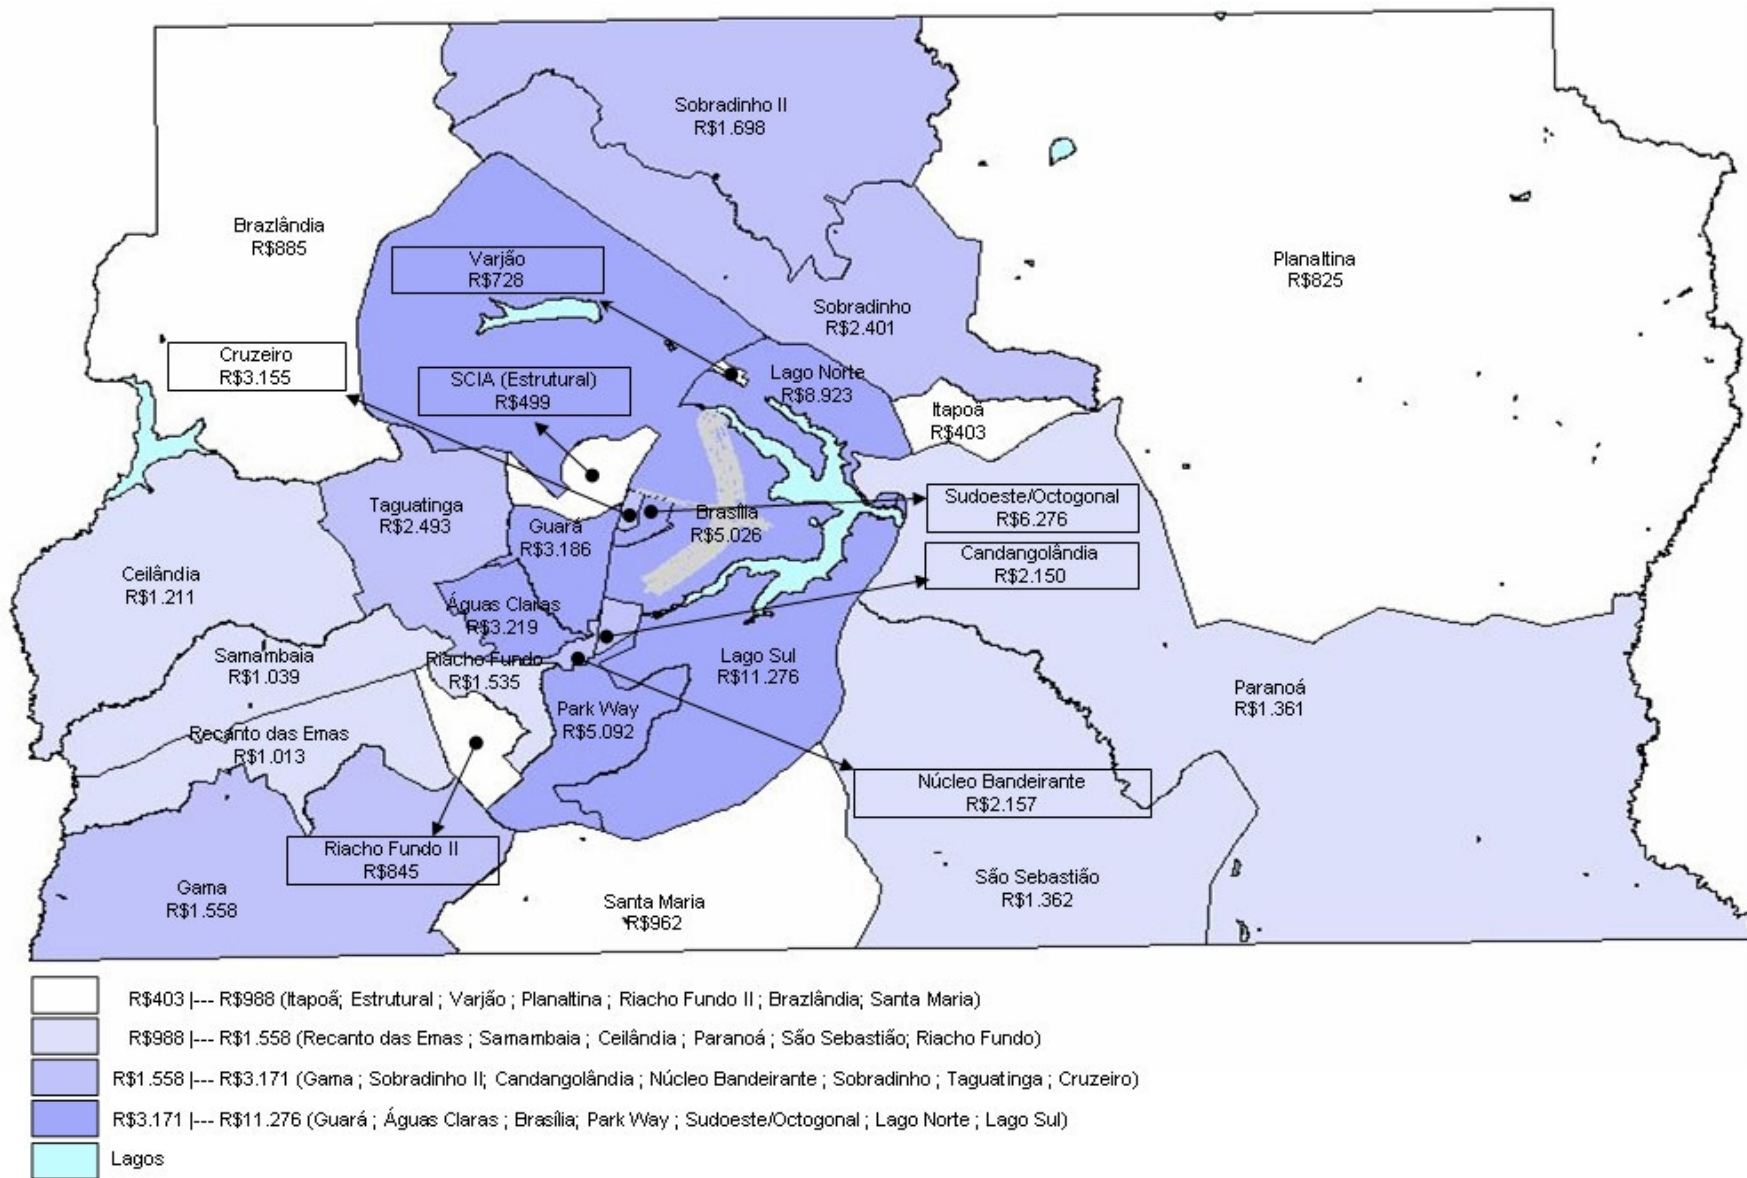 Sobradinho II
R$1.698
Brazlândia
R$885
Varjão
R$728
Planaltina
R$825
Sobradinho
R$2.401
Cruzeiro
R$3.155
SCIA (Estrutural)
R$499
Lago Norte
R$8.923
Itapoã
R$403
Taguatinga
R$2.493
Guará
R$3.186
Brasília
R$5.026
Sudoeste/Octogonal
R$6.276
Candangolândia
R$2.150
Ceilândia
R$1.211
Águas Claras
R$3.219
Samambaia
R$1.039
Riacho Fundo
R$1.535
Lago Sul
R$11.276
Paranoá
R$1.361
Park Way
R$5.092
Recanto das Emas
R$1.013
Núcleo Bandeirante
R$2.157
Riacho Fundo II
R$845
Gama
R$1.558
Santa Maria
R$962
São Sebastião
R$1.362
R$403 |--- R$988 (Itapoã; Estrutural ; Varjão ; Planaltina ; Riacho Fundo II ; Brazlândia; Santa Maria)
R$988 |--- R$1.558 (Recanto das Emas ; Samambaia ; Ceilândia ; Paranoá ; São Sebastião; Riacho Fundo)
R$1.558 |--- R$3.171 (Gama ; Sobradinho II; Candangolândia ; Núcleo Bandeirante ; Sobradinho ; Taguatinga ; Cruzeiro)
R$3.171 |--- R$11.276 (Guará ; Águas Claras ; Brasília; Park Way ; Sudoeste/Octogonal ; Lago Norte ; Lago Sul)
Lagos